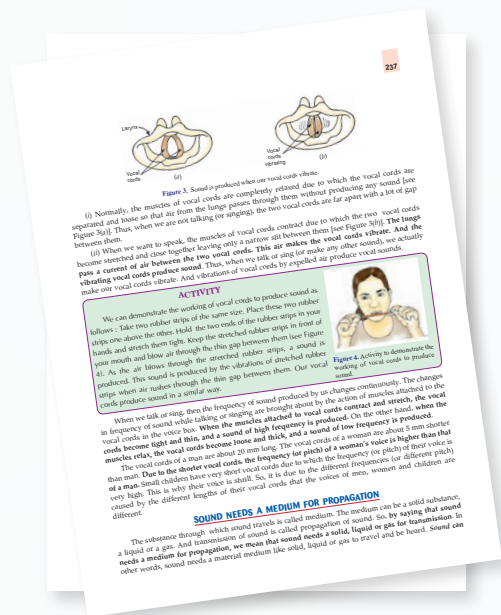 237
Larynx
Vocal
cords
(a)
Vocal
cords
vibrating
(b)
Figure 3. Sound is produced when our vocal cords vibrate.
(i) Normally, the muscles of vocal cords are completely relaxed due to which the vocal cords are
separated and loose so that air from the lungs passes through them without producing any sound [see
Figure 3(a)]. Thus, when we are not talking (or singing), the two vocal cords are far apart with a lot of gap
between them.
(ii) When we want to speak, the muscles of vocal cords contract due to which the two vocal cords
become stretched and close together leaving only a narrow slit between them [see Figure 3(b)]. The lungs
pass a current of air between the two vocal cords. This air makes the vocal cords vibrate. And the
vibrating vocal cords produce sound. Thus, when we talk or sing (or make any other sound), we actually
make our vocal cords vibrate. And vibrations of vocal cords by expelled air produce vocal sounds.
ACTIVITY
We can demonstrate the working of vocal cords to produce sound as
follows : Take two rubber strips of the same size. Place these two rubber
strips one above the other. Hold the two ends of the rubber strips in your
hands and stretch them tight. Keep the stretched rubber strips in front of
your mouth and blow air through the thin gap between them (see Figure
4). As the air blows through the stretched rubber strips, a sound is
produced. This sound is produced by the vibrations of stretched rubber
strips when air rushes through the thin gap between them. Our vocal
cords produce sound in a similar way.
Figure 4. Activity to demonstrate the
working of vocal cords to produce
sound.
When we talk or sing, then the frequency of sound produced by us changes continuously. The changes
in frequency of sound while talking or singing are brought about by the action of muscles attached to the
vocal cords in the voice box. When the muscles attached to vocal cords contract and stretch, the vocal
cords become tight and thin, and a sound of high frequency is produced. On the other hand, when the
muscles relax, the vocal cords become loose and thick, and a sound of low frequency is produced.
The vocal cords of a man are about 20 mm long. The vocal cords of a woman are about 5 mm shorter
than man. Due to the shorter vocal cords, the frequency (or pitch) of a woman's voice is higher than that
of a man. Small children have very short vocal cords due to which the frequency (or pitch) of their voice is
very high. This is why their voice is shrill. So, it is due to the different frequencies (or different pitch)
caused by the different lengths of their vocal cords that the voices of men, women and children are
different.
SOUND NEEDS A MEDIUM FOR PROPAGATION
The substance through which sound travels is called medium. The medium can be a solid substance,
a liquid or a gas. And transmission of sound is called propagation of sound. So, by saying that sound
needs a medium for propagation, we mean that sound needs a solid, liquid or gas for transmission. In
other words, sound needs a material medium like solid, liquid or gas to travel and be heard. Sound can